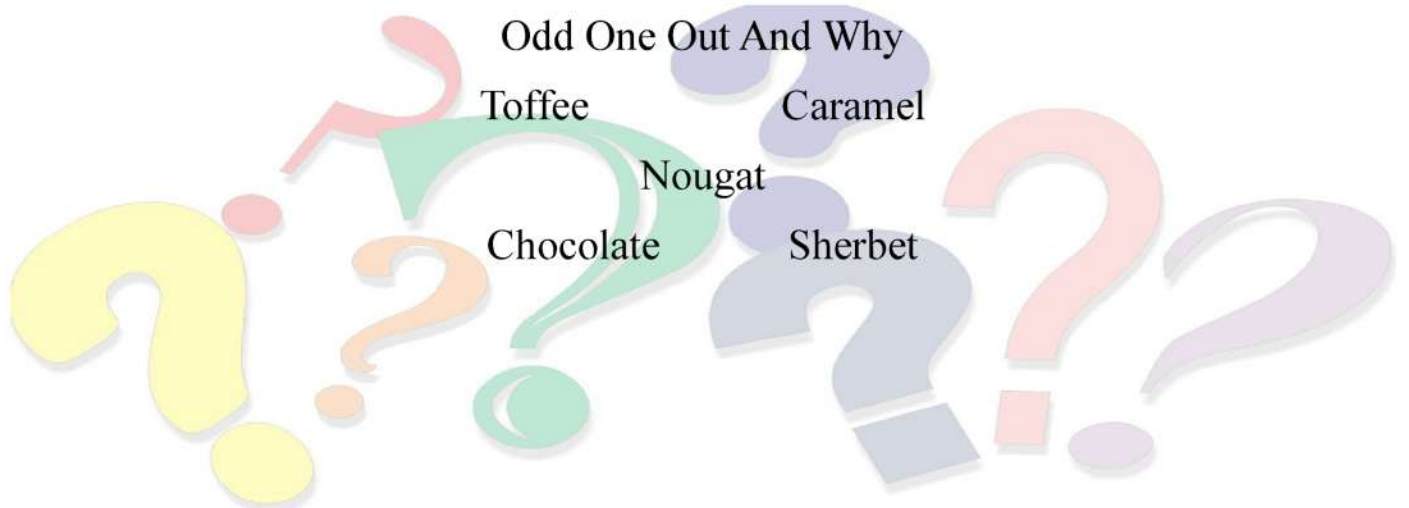 Odd One Out And Why
Toffee Caramel
Nougat
Chocolate Sherbet